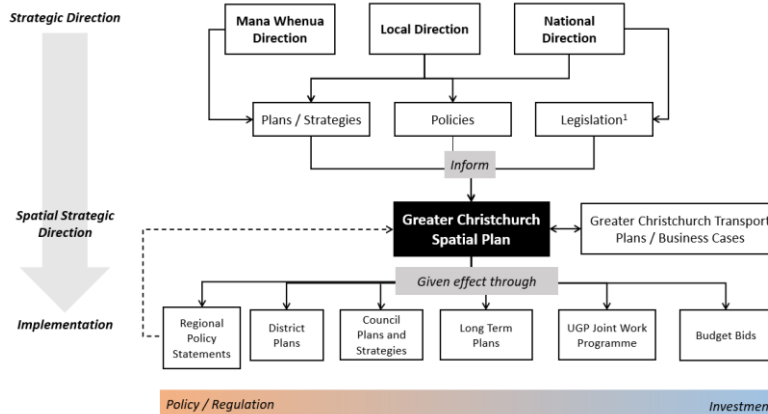 Strategic Direction
Mana Whenua
Direction
Local Direction
National
Direction
Plans / Strategies
Policies
Legislation¹
Inform
Spatial Strategic
Direction
Greater Christchurch
Spatial Plan
Greater Christchurch Transport
Plans / Business Cases
Given effect through
Implementation
Regional
Policy
Statements
District
Plans
Council
Plans and
Strategies
Long Term
Plans
UGP Joint Work
Programme
Budget Bids
Policy / Regulation
Investment